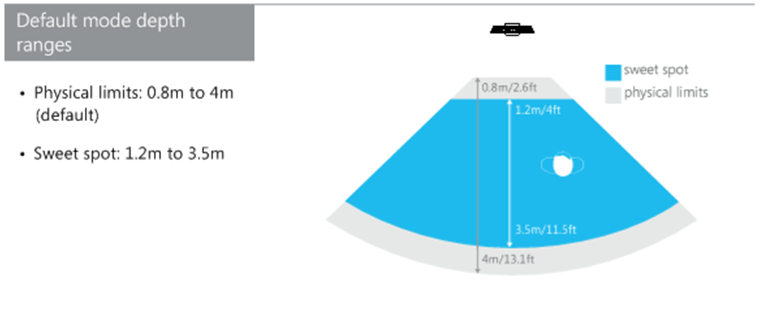 Default mode depth
ranges
• Physical limits: 0.8m to 4m
(default)
• Sweet spot: 1.2m to 3.5m
sweet spot
physical limits
0.8m/2.6ft
1.2m/4ft
3.5m/11.5ft
4m/13.1ft